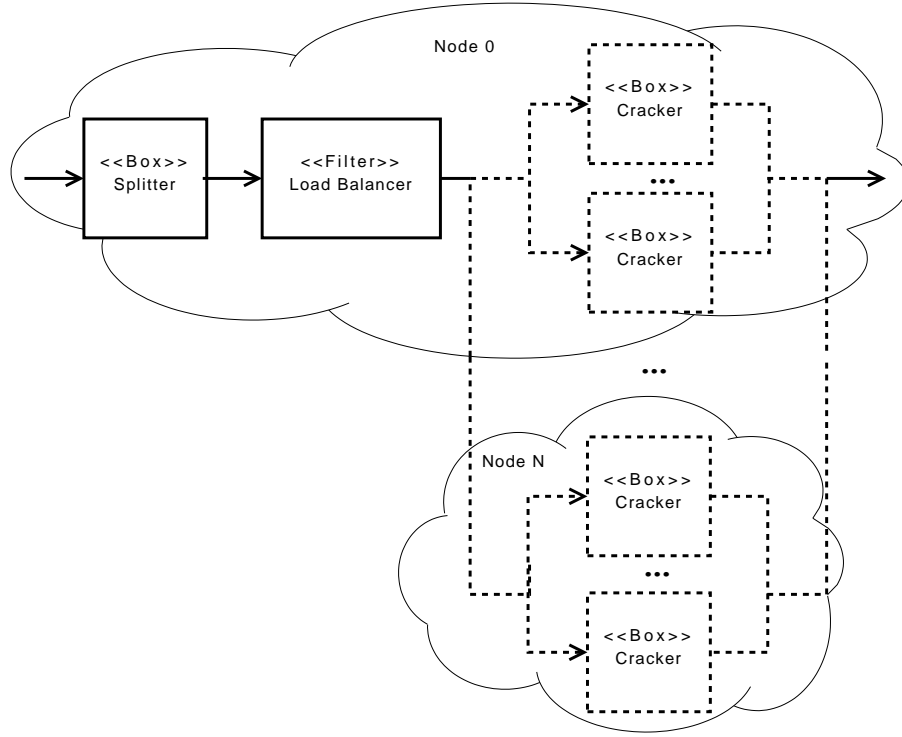 Node 0
<<Box>>
Splitter
<<Filter>>
Load Balancer
<<Box>>
Cracker
...
<<Box>>
Cracker
...
Node N
<<Box>>
Cracker
...
<<Box>>
Cracker